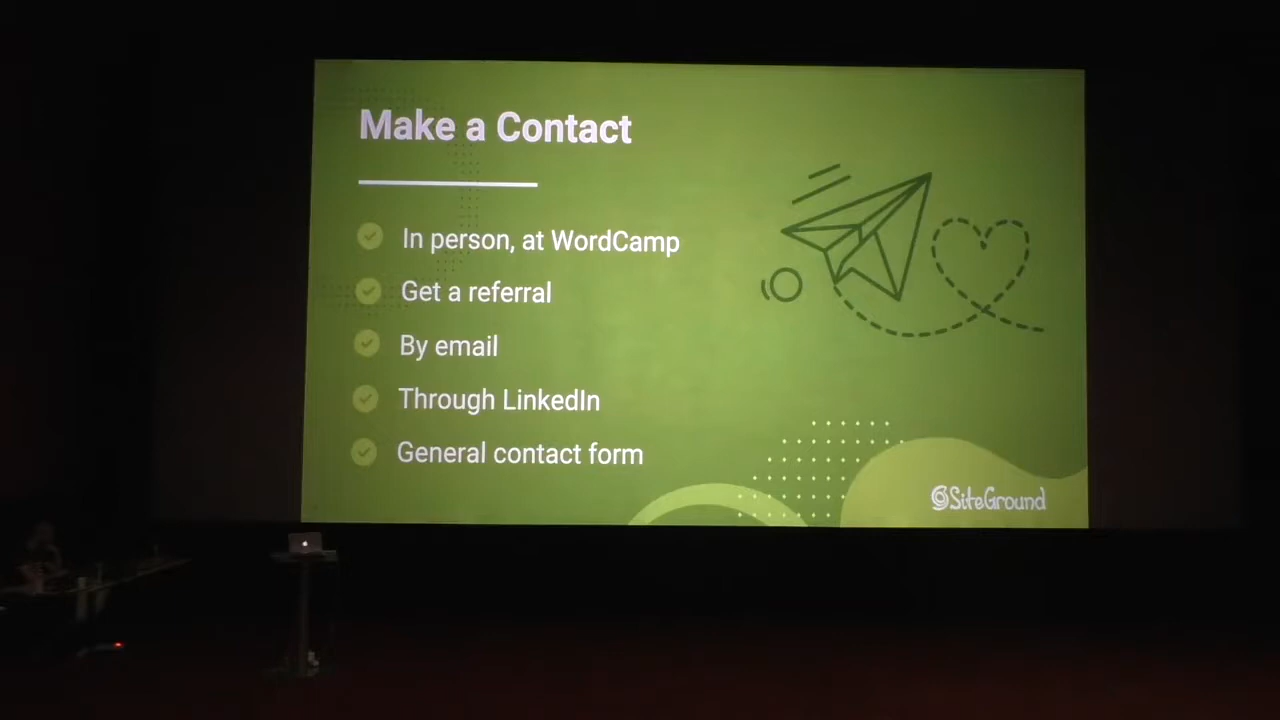 Make a Contact
In person, at WordCamp
Get a referral
By email
Through LinkedIn
General contact form
SiteGround